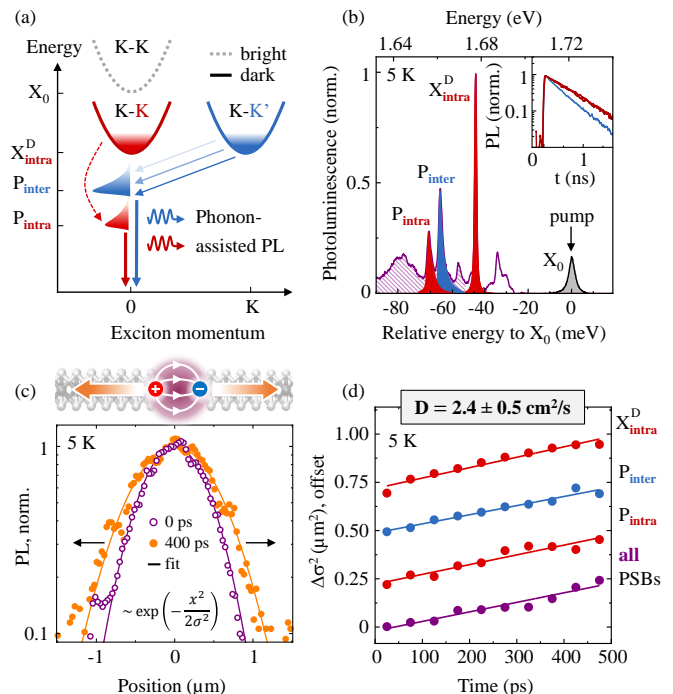 (a)
Energy
K-K
bright
dark
X₀
K-K
K-K'
Xᴰintra
Pinter
Pintra
Phonon-
assisted PL
0
K
Exciton momentum
(b)
Energy (eV)
1.64
1.68
1.72
Photoluminescence (norm.)
1
0.5
0
5 K
Xᴰintra
Pinter
Pintra
pump
X₀
PL (norm.)
1
0.1
0.01
0
1
t (ns)
-80
-60
-40
-20
0
Relative energy to X₀ (meV)
(c)
+
−
5 K
PL, norm.
1
0.1
0 ps
400 ps
fit
~ exp(−x²/2σ²)
-1
0
1
Position (µm)
(d)
D = 2.4 ± 0.5 cm²/s
5 K
Δσ² (µm²), offset
1.00
0.75
0.50
0.25
0
Xᴰintra
Pinter
Pintra
all
PSBs
0
100
200
300
400
500
Time (ps)